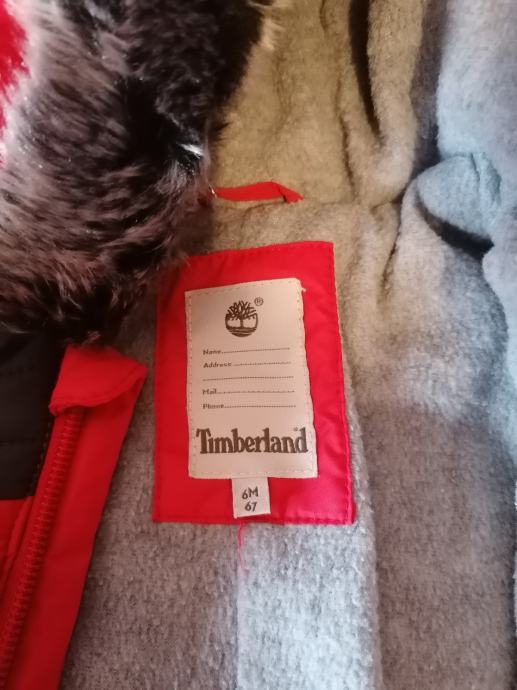 ®
Name
Address
Mail
Phone
Timberland
6M
67